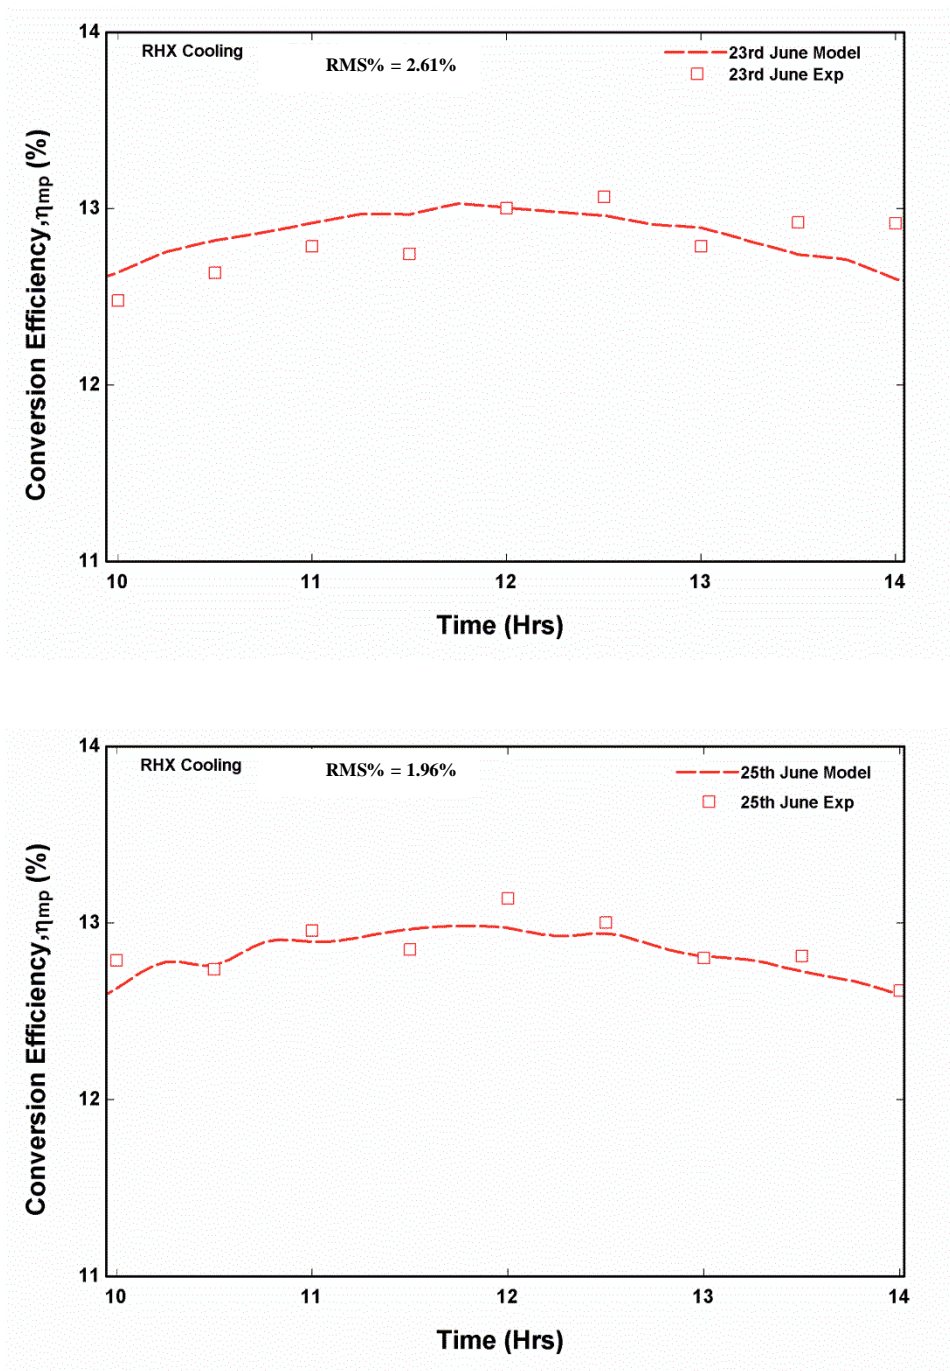 14
RHX Cooling
RMS% = 2.61%
23rd June Model
23rd June Exp
13
12
11
Conversion Efficiency,ηmp (%)
10
11
12
13
14
Time (Hrs)
14
RHX Cooling
RMS% = 1.96%
25th June Model
25th June Exp
13
12
11
Conversion Efficiency,ηmp (%)
10
11
12
13
14
Time (Hrs)